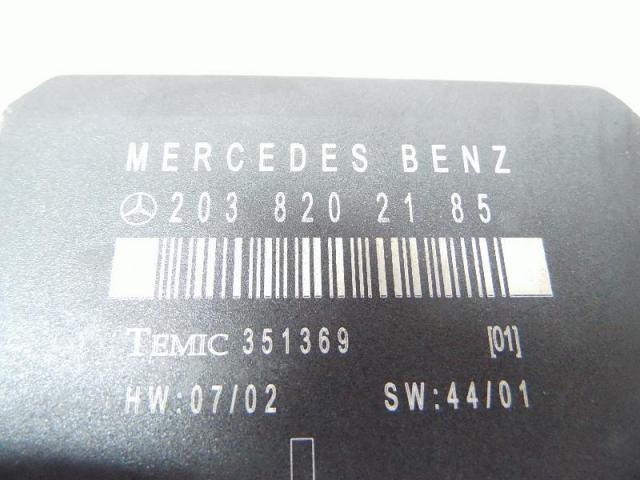 MERCEDES BENZ
203 820 21 85
TEMIC 351369 [01]
HW:07/02 SW:44/01